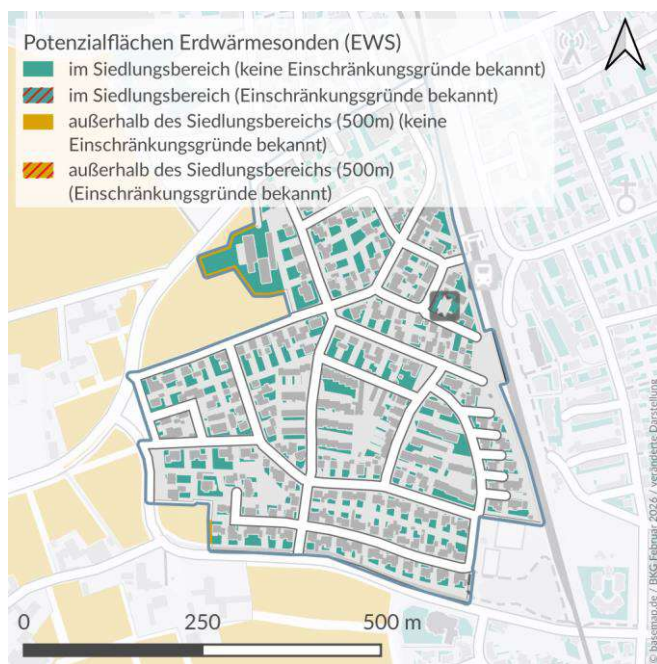 Potenzialflächen Erdwärmesonden (EWS)
im Siedlungsbereich (keine Einschränkungsgründe bekannt)
im Siedlungsbereich (Einschränkungsgründe bekannt)
außerhalb des Siedlungsbereichs (500m) (keine
Einschränkungsgründe bekannt)
außerhalb des Siedlungsbereichs (500m)
(Einschränkungsgründe bekannt)
0
250
500 m
© basemap.de / BKG Februar 2026 / veränderte Darstellung